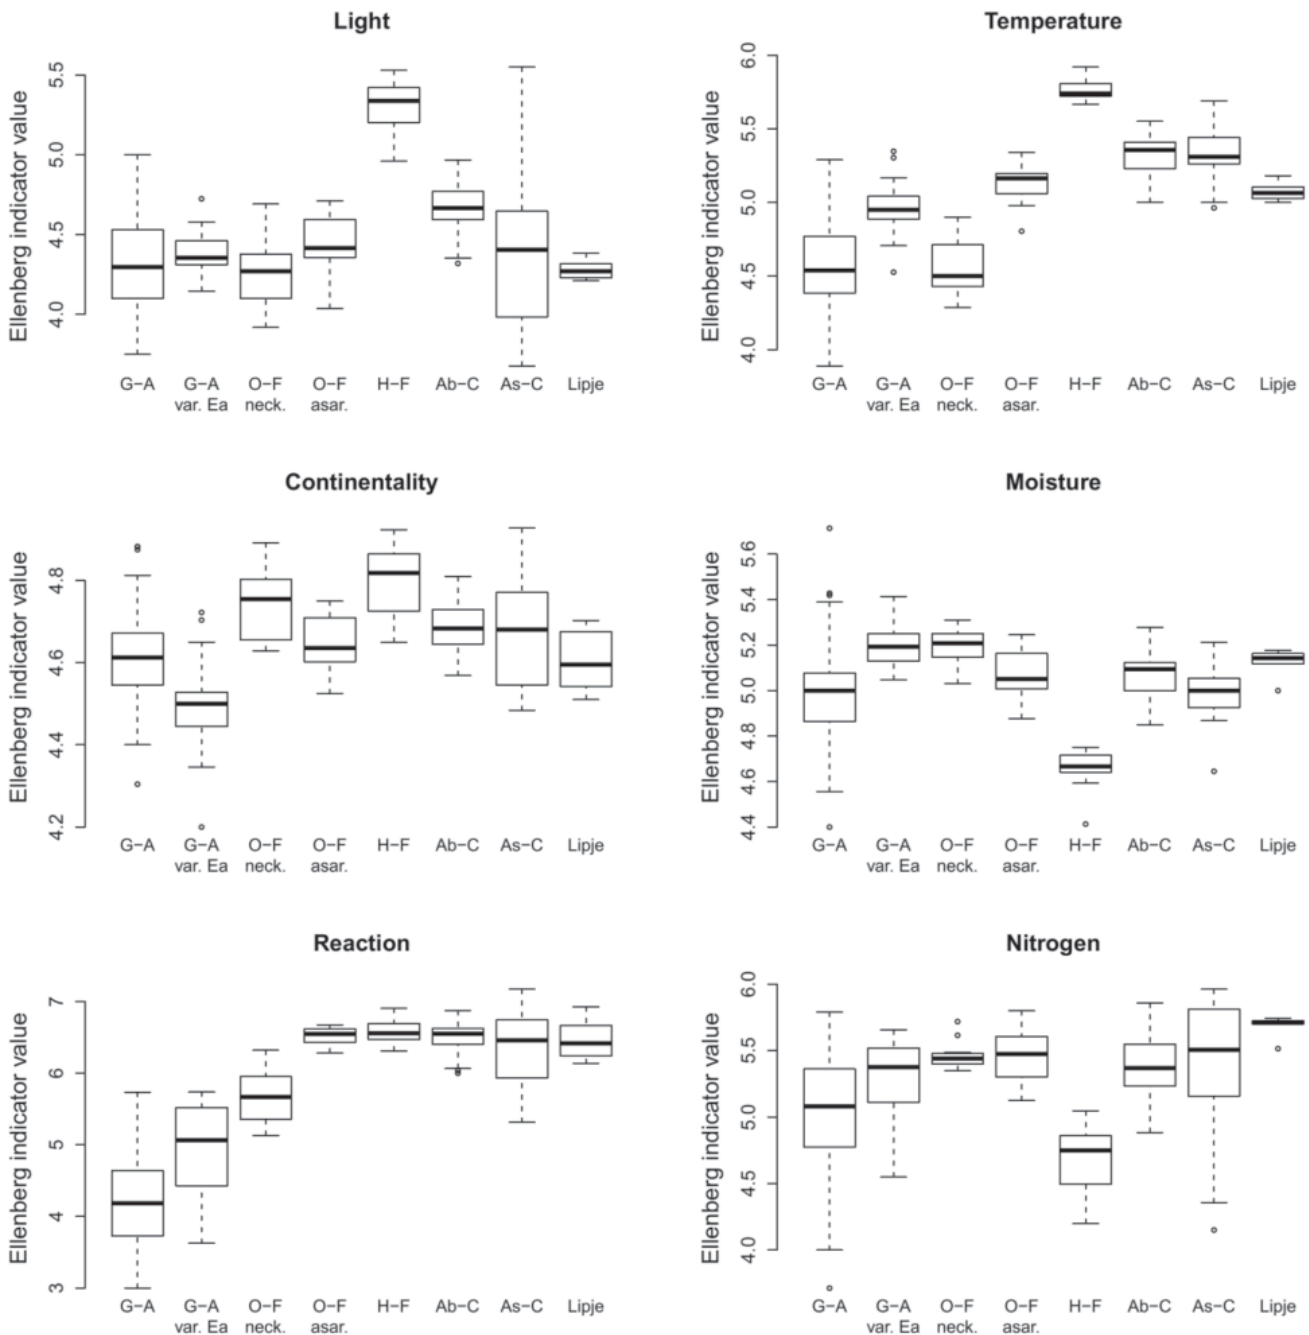 Light
Ellenberg indicator value
5.5
5.0
4.5
4.0
G−A G−A O−F O−F H−F Ab−C As−C Lipje
var. Ea neck. asar.
Temperature
Ellenberg indicator value
6.0
5.5
5.0
4.5
4.0
G−A G−A O−F O−F H−F Ab−C As−C Lipje
var. Ea neck. asar.
Continentality
Ellenberg indicator value
4.8
4.6
4.4
4.2
G−A G−A O−F O−F H−F Ab−C As−C Lipje
var. Ea neck. asar.
Moisture
Ellenberg indicator value
5.6
5.4
5.2
5.0
4.8
4.6
4.4
G−A G−A O−F O−F H−F Ab−C As−C Lipje
var. Ea neck. asar.
Reaction
Ellenberg indicator value
7
6
5
4
3
G−A G−A O−F O−F H−F Ab−C As−C Lipje
var. Ea neck. asar.
Nitrogen
Ellenberg indicator value
6.0
5.5
5.0
4.5
4.0
G−A G−A O−F O−F H−F Ab−C As−C Lipje
var. Ea neck. asar.